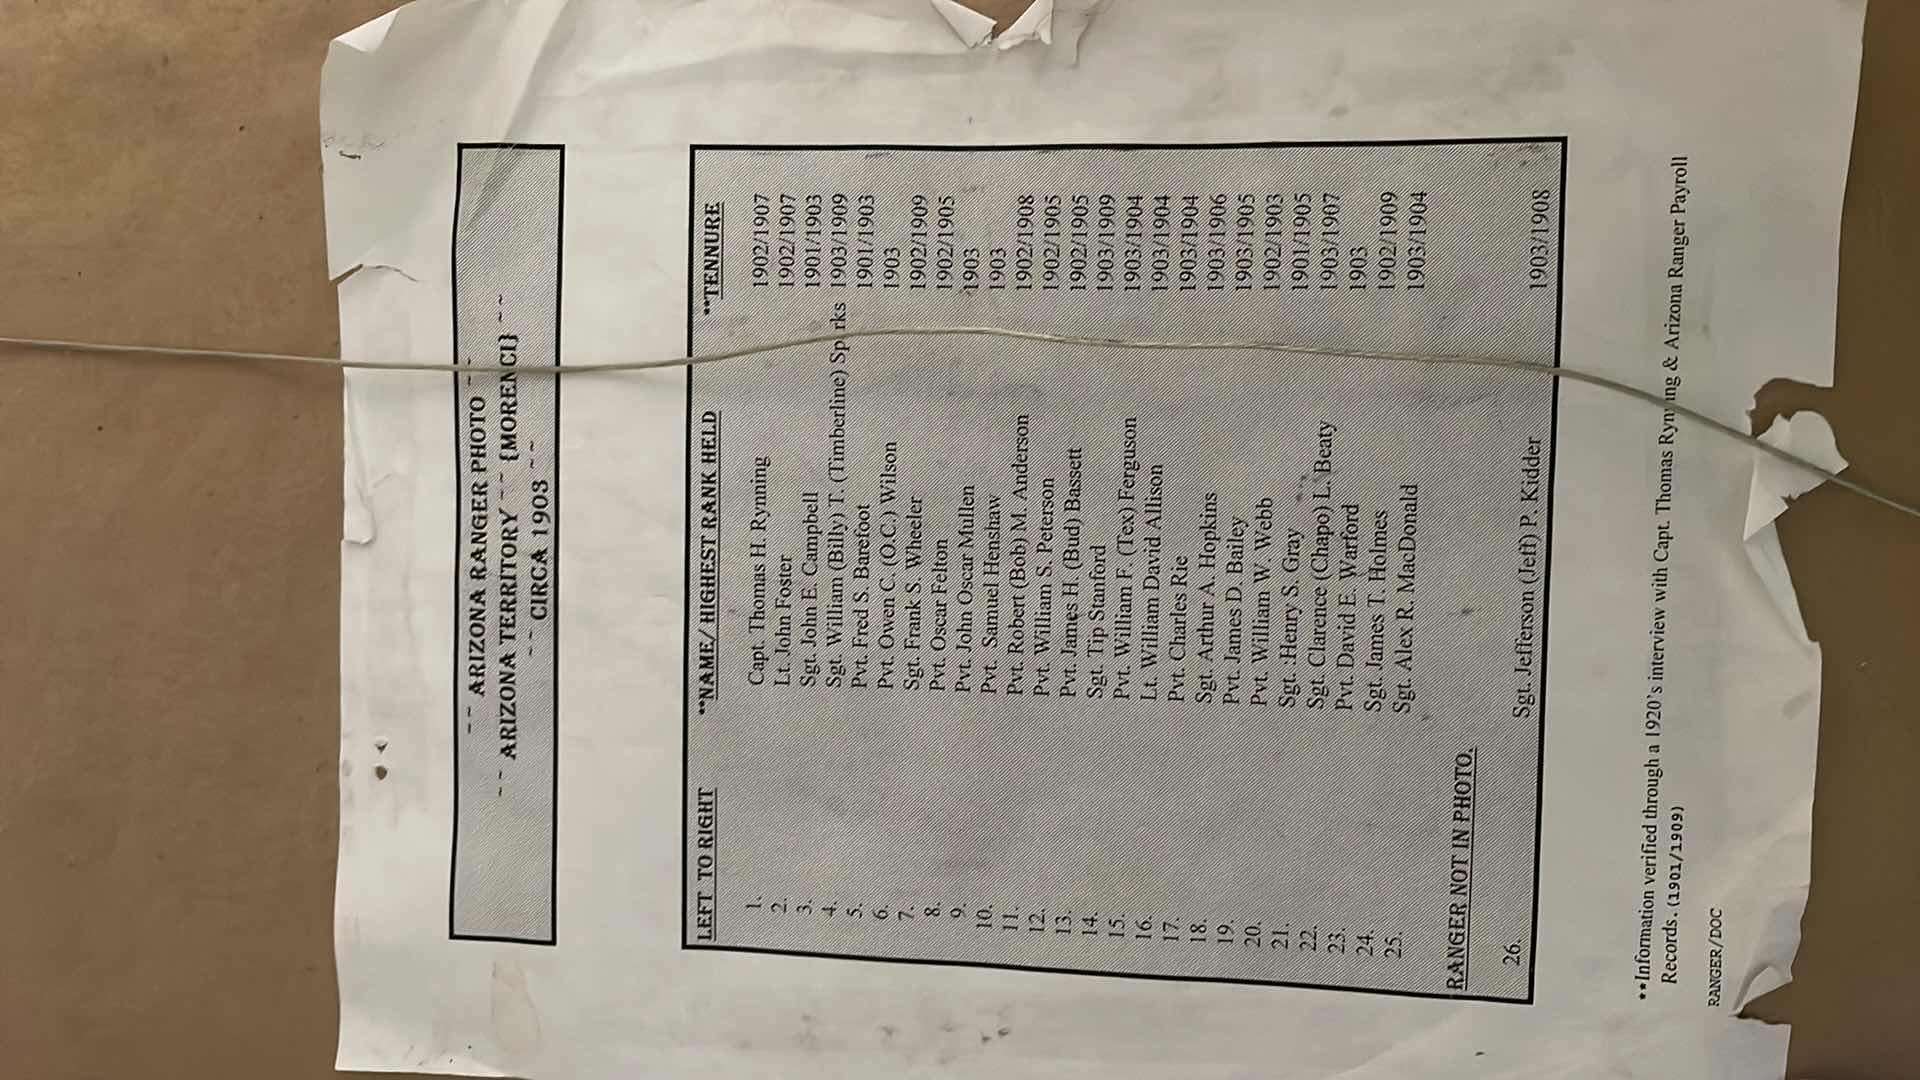 ~~ ARIZONA RANGER PHOTO ~~
~~ ARIZONA TERRITORY ~~ {MORENCI} ~~
~~ CIRCA 1903 ~~
LEFT TO RIGHT **NAME/ HIGHEST RANK HELD **TENNURE
1. Capt. Thomas H. Rynning 1902/1907
2. Lt. John Foster 1902/1907
3. Sgt. John E. Campbell 1901/1903
4. Sgt. William (Billy) T. (Timberline) Sparks 1903/1909
5. Pvt. Fred S. Barefoot 1901/1903
6. Pvt. Oven C. (O.C.) Wilson 1903
7. Sgt. Frank S. Wheeler 1902/1909
8. Pvt. Oscar Felton 1902/1905
9. Pvt. John Oscar Mullen 1903
10. Pvt. Samuel Henshaw 1903
11. Pvt. Robert (Bob) M. Anderson 1902/1908
12. Pvt. William S. Peterson 1902/1905
13. Pvt. James H. (Bud) Bassett 1902/1905
14. Sgt. Tip Stanford 1903/1909
15. Pvt. William F. (Tex) Ferguson 1903/1904
16. Lt. William David Allison 1903/1904
17. Pvt. Charles Rie 1903/1904
18. Sgt. Arthur A. Hopkins 1903/1906
19. Pvt. James D. Bailey 1903/1905
20. Pvt. William W. Webb 1902/1903
21. Sgt. :Henry S. Gray 1901/1905
22. Sgt. Clarence (Chapo) L. Beaty 1903/1907
23. Pvt. David E. Warford 1903
24. Sgt. James T. Holmes 1902/1909
25. Sgt. Alex R. MacDonald 1903/1904
RANGER NOT IN PHOTO.
26. Sgt. Jefferson (Jeff) P. Kidder 1903/1908
**Information verified through a 1920's interview with Capt. Thomas Rynning & Arizona Ranger Payroll
Records. (1901/1909)
RANGER/DOC